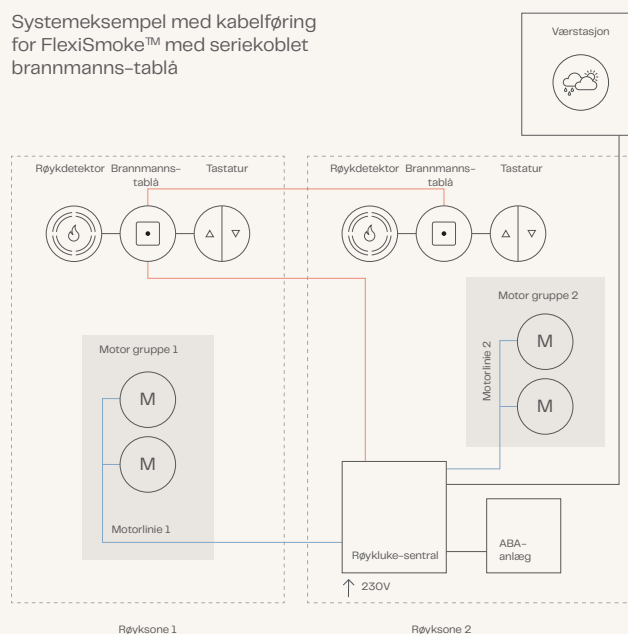 Systemeksempel med kabelføring
for FlexiSmoke™ med seriekoblet
brannmanns-tablå
Værstasjon
Røykdetektor
Brannmanns-
tablå
Tastatur
Røykdetektor
Brannmanns-
tablå
Tastatur
Motor gruppe 1
M
M
Motorlinie 1
Motor gruppe 2
Motorlinie 2
M
M
Røykluke-sentral
ABA-
anlæg
230V
Røyksone 1
Røyksone 2